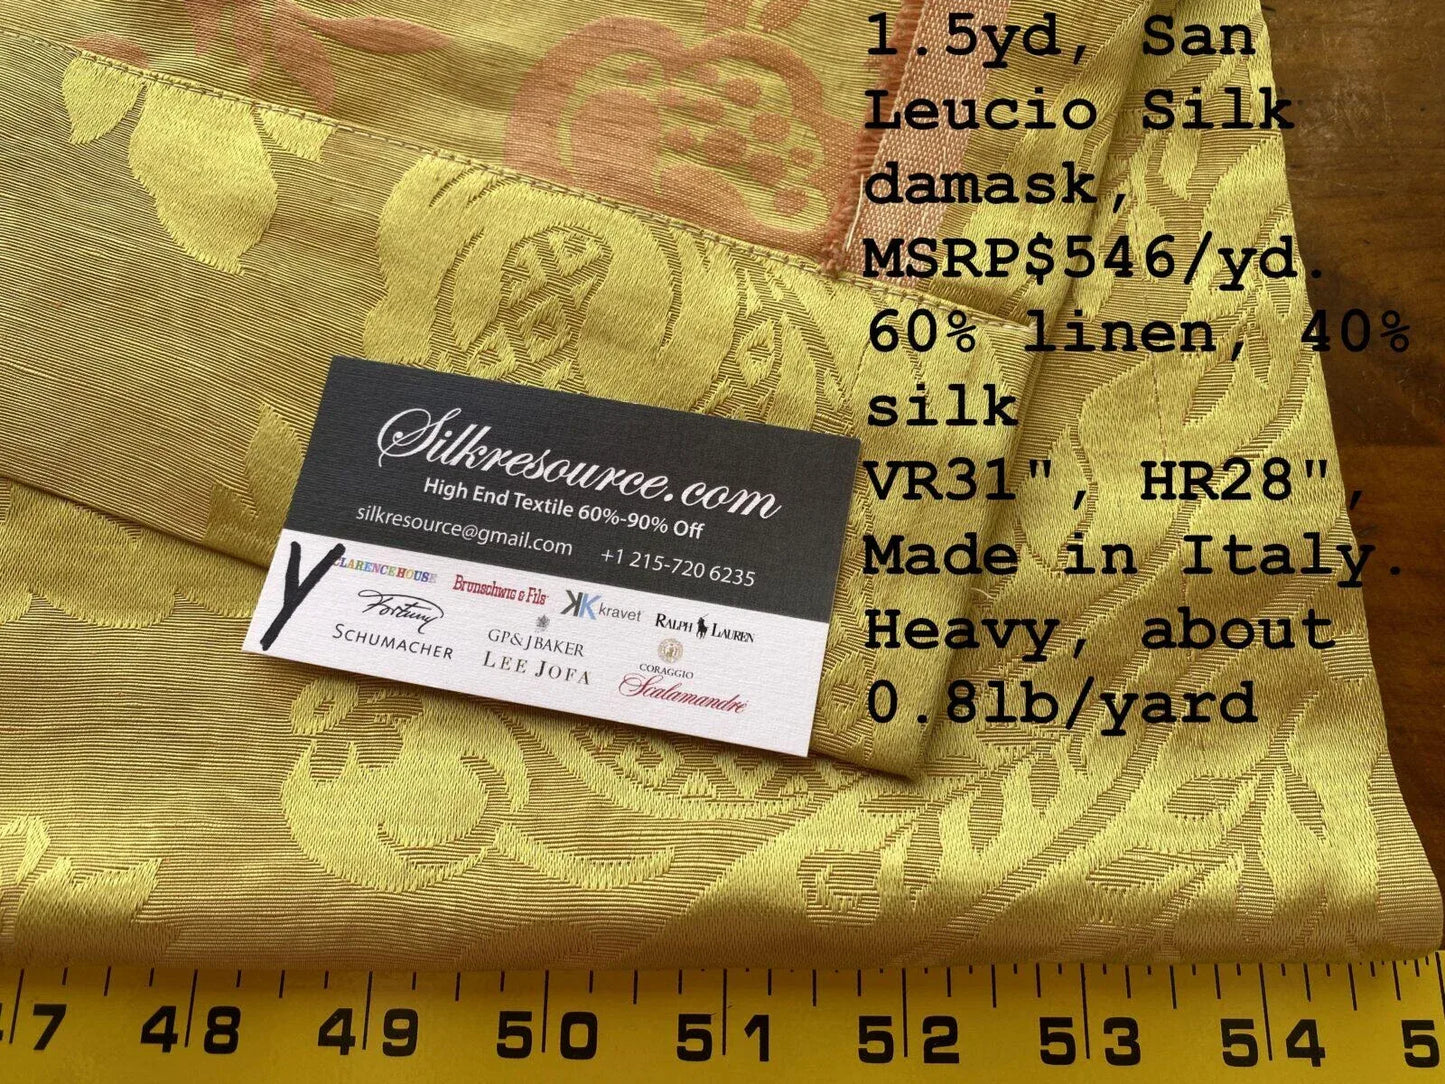 1.5yd, San
Leucio Silk
damask,
MSRP$546/yd.
60% linen, 40%
silk
VR31", HR28",
Made in Italy.
Heavy, about
0.8lb/yard
Silkresource.com
High End Textile 60%-90% Off
silkresource@gmail.com +1 215-720 6235
Y
CLARENCE HOUSE Brunschwig & Fils KK kravet RALPH LAUREN
Fortuny GP & J BAKER CORAGGIO
SCHUMACHER LEE JOFA Scalamandré
47 48 49 50 51 52 53 54 5